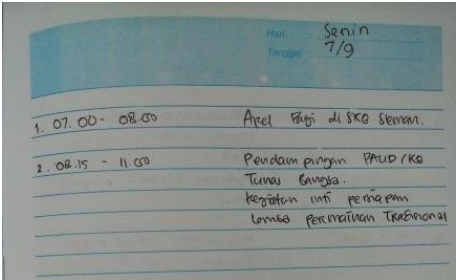 Hari Senin
Tanggal 7/9
1. 07.00 - 08.00 Apel Pagi di SKB Sleman.
2. 08.15 - 11.00 Pendampingan PAUD / KB
Tunas Bangsa.
kegiatan inti persiapan
Lomba permainan Tradisional